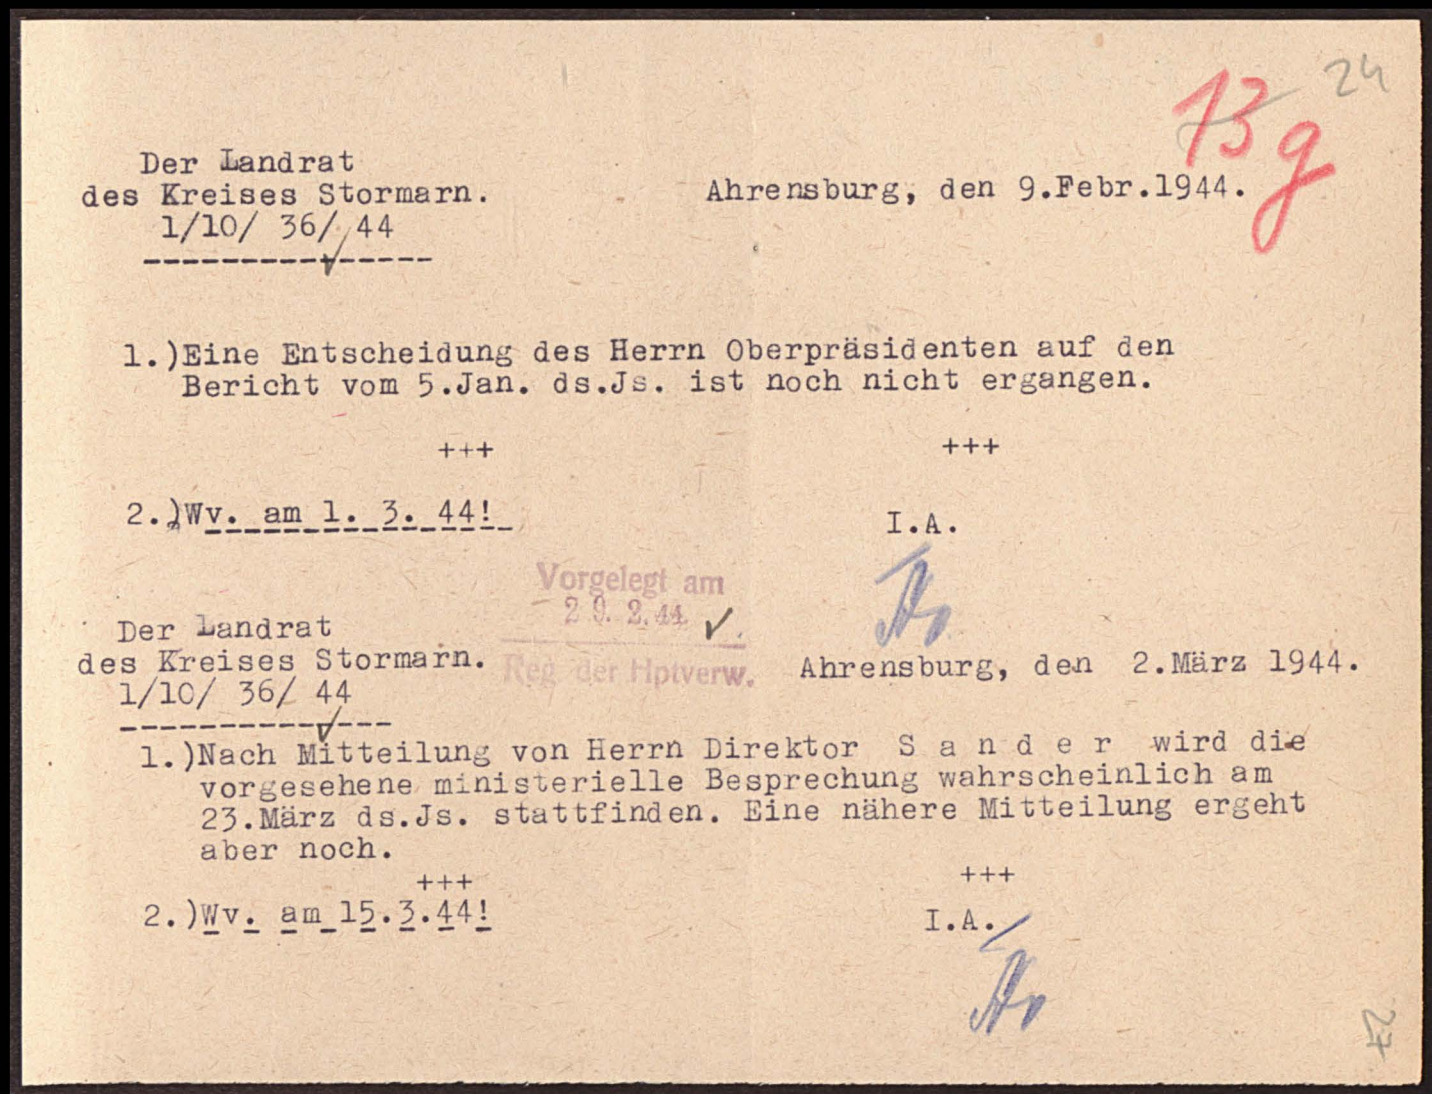 24
13 g
Der Landrat
des Kreises Stormarn.
Ahrensburg, den 9.Febr.1944.
1/10/ 36/ 44
---------------
1.)Eine Entscheidung des Herrn Oberpräsidenten auf den
Bericht vom 5.Jan. ds.Js. ist noch nicht ergangen.
+++ +++
2.)Wv. am 1. 3. 44!
I.A.
Vorgelegt am
29. 2. 44
Reg der Hptverw.
Der Landrat
des Kreises Stormarn.
Ahrensburg, den 2.März 1944.
1/10/ 36/ 44
--------------
1.)Nach Mitteilung von Herrn Direktor S a n d e r wird die
vorgesehene ministerielle Besprechung wahrscheinlich am
23.März ds.Js. stattfinden. Eine nähere Mitteilung ergeht
aber noch.
+++ +++
2.)Wv. am 15.3.44!
I.A.
27